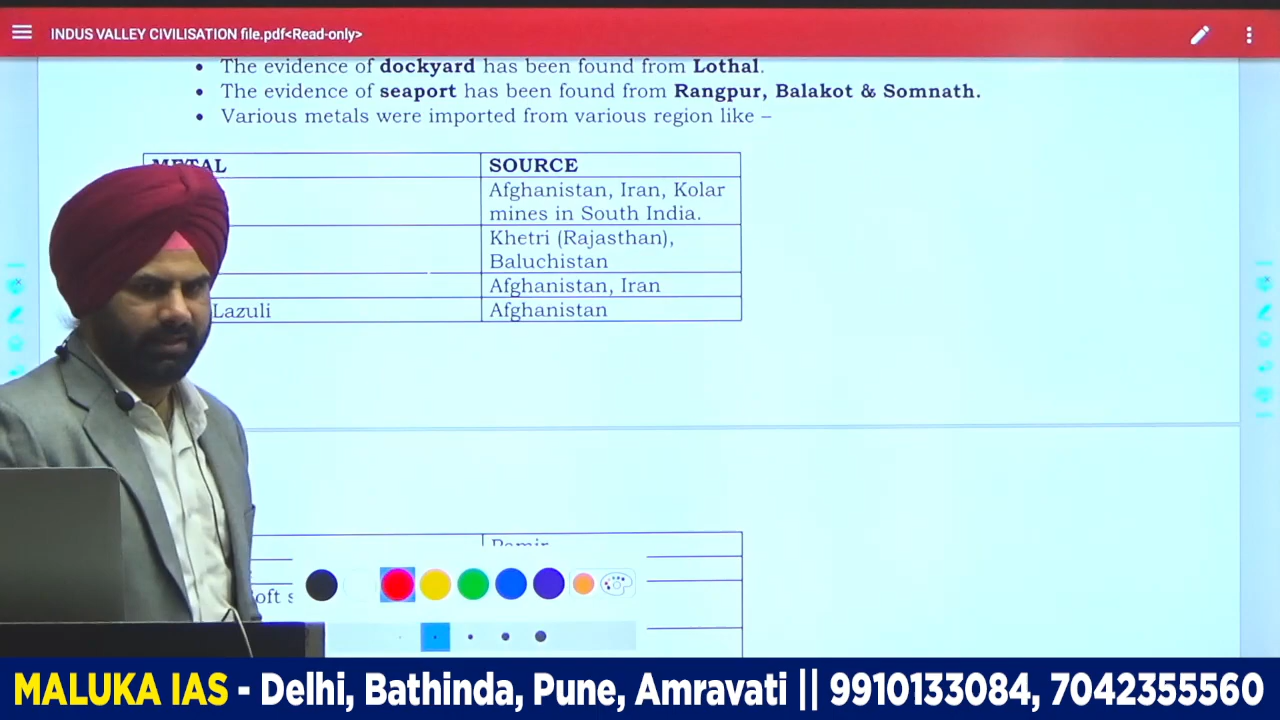 INDUS VALLEY CIVILISATION file.pdf<Read-only>
• The evidence of dockyard has been found from Lothal.
• The evidence of seaport has been found from Rangpur, Balakot & Somnath.
• Various metals were imported from various region like –
METAL SOURCE
Afghanistan, Iran, Kolar
mines in South India.
Khetri (Rajasthan),
Baluchistan
Afghanistan, Iran
Lazuli Afghanistan
MALUKA IAS - Delhi, Bathinda, Pune, Amravati || 9910133084, 7042355560